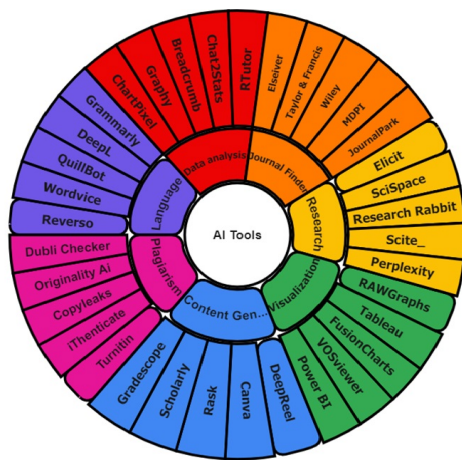 AI Tools
Data analysis
ChartPixel
Graphy
Breadcrumb
Chat2Stats
RTutor
Journal Finder
Elseiver
Taylor & Francis
Wiley
MDPI
JournalPark
Research
Elicit
SciSpace
Research Rabbit
Scite_
Perplexity
Visualization
RAWGraphs
Tableau
FusionCharts
VOSviewer
Power BI
Content Gen...
DeepReel
Canva
Rask
Scholarly
Gradescope
Plagiarism
Turnitin
iThenticate
Copyleaks
Originality Ai
Dubli Checker
Language
Reverso
Wordvice
QuillBot
DeepL
Grammarly